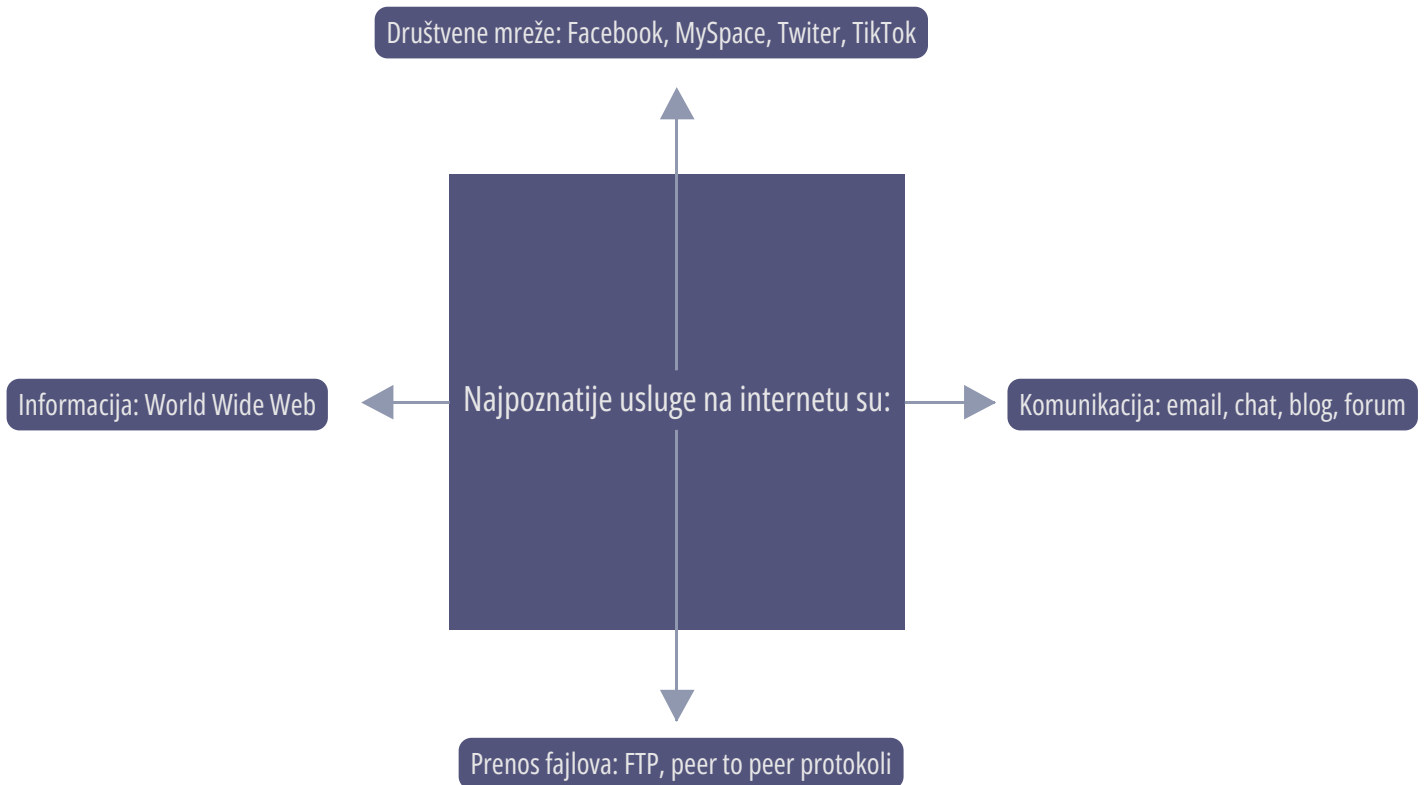 Društvene mreže: Facebook, MySpace, Twiter, TikTok
Informacija: World Wide Web
Najpoznatije usluge na internetu su:
Komunikacija: email, chat, blog, forum
Prenos fajlova: FTP, peer to peer protokoli